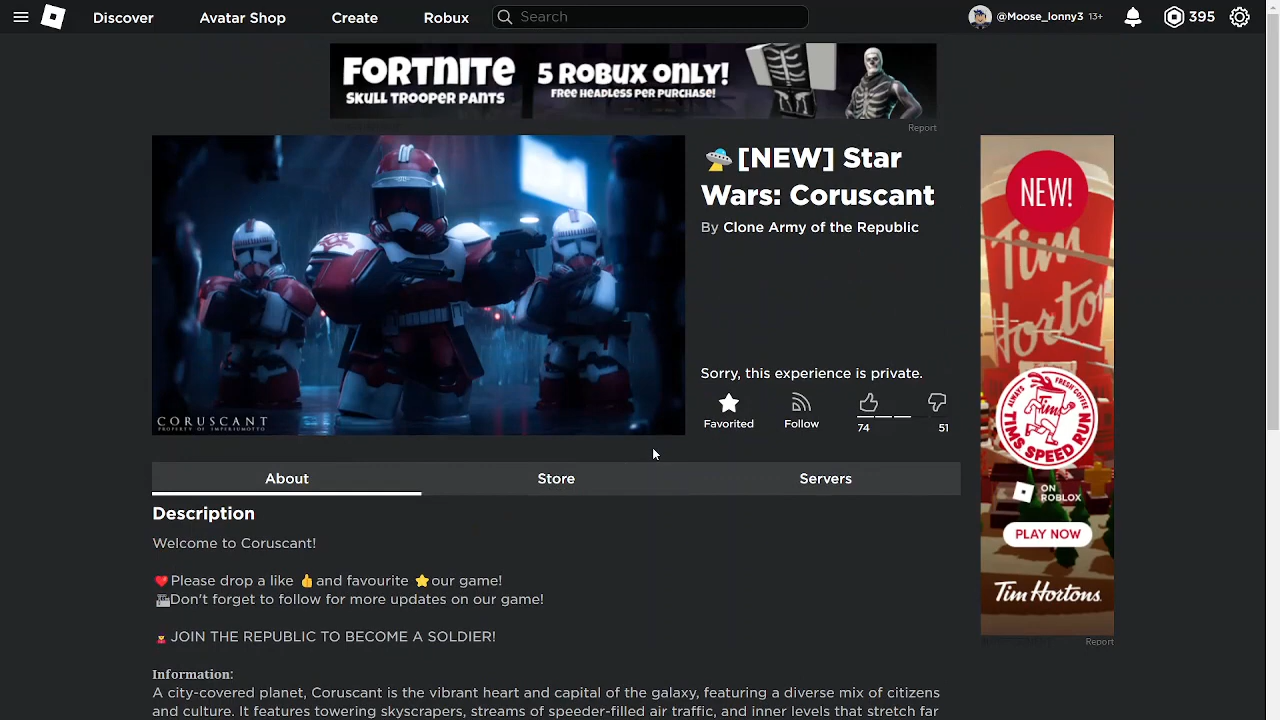 Discover Avatar Shop Create Robux Search @Moose_lonny3 13+ 395
FORTNITE
SKULL TROOPER PANTS
5 ROBUX ONLY!
FREE HEADLESS PER PURCHASE!
Report
[NEW] Star
Wars: Coruscant
By Clone Army of the Republic
CORUSCANT
PROPERTY OF IMPERIUMOTTO
Sorry, this experience is private.
Favorited Follow 74 51
NEW!
Tim
Horton
ALWAYS FRESH COFFEE
Tims
TIMS SPEED RUN
ON
ROBLOX
PLAY NOW
Tim Hortons.
Report
About Store Servers
Description
Welcome to Coruscant!
❤️Please drop a like 👍and favourite ⭐our game!
Don't forget to follow for more updates on our game!
JOIN THE REPUBLIC TO BECOME A SOLDIER!
Information:
A city-covered planet, Coruscant is the vibrant heart and capital of the galaxy, featuring a diverse mix of citizens
and culture. It features towering skyscrapers, streams of speeder-filled air traffic, and inner levels that stretch far